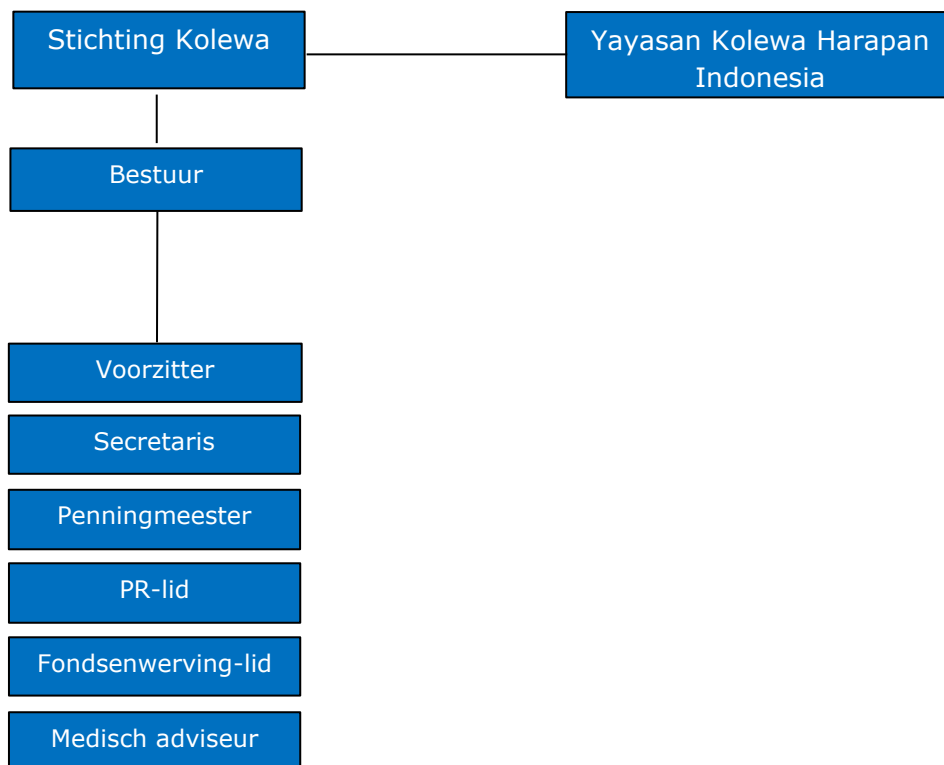 Stichting Kolewa
Yayasan Kolewa Harapan
Indonesia
Bestuur
Voorzitter
Secretaris
Penningmeester
PR-lid
Fondsenwerving-lid
Medisch adviseur